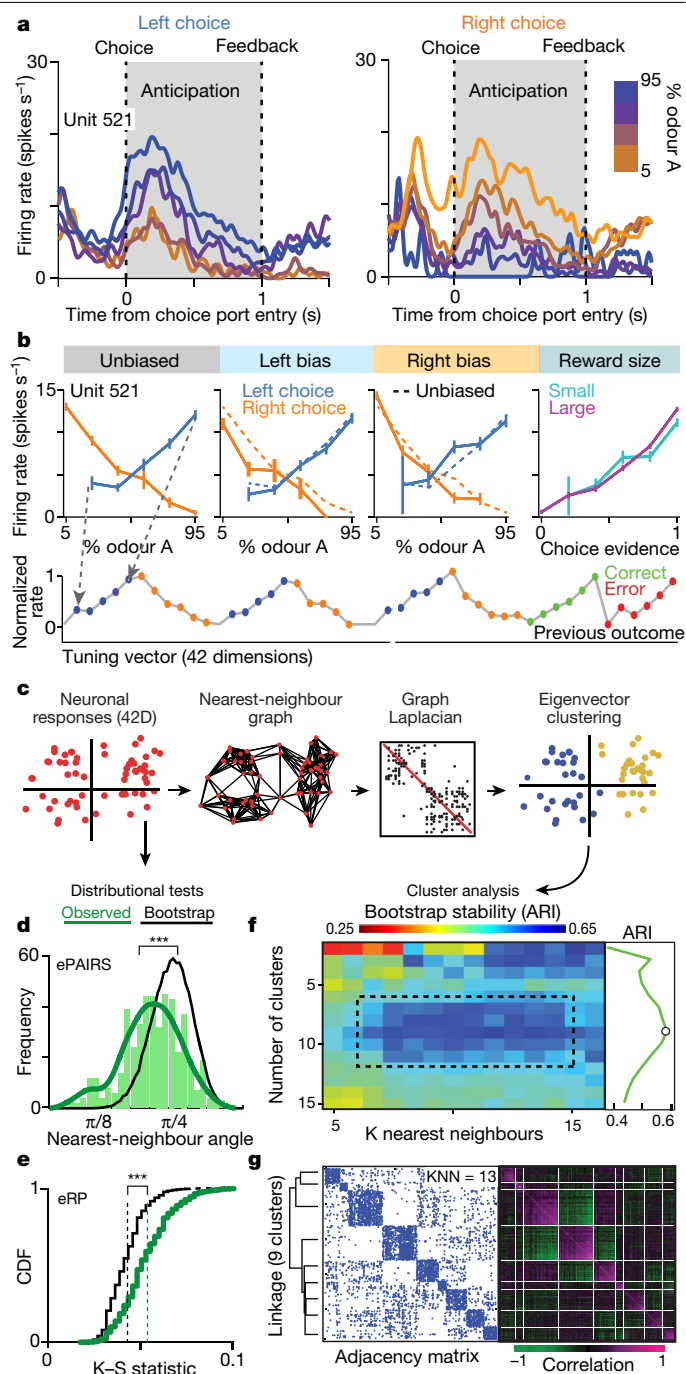 a
Left choice
Right choice
Choice
Feedback
Choice
Feedback
30
30
Anticipation
Anticipation
Unit 521
Firing rate (spikes s⁻¹)
95
5
% odour A
0
0
0
1
0
1
Time from choice port entry (s)
Time from choice port entry (s)
b
Unbiased
Left bias
Right bias
Reward size
Firing rate (spikes s⁻¹)
15
0
Unit 521
Left choice
Right choice
Unbiased
Small
Large
5
95
5
95
5
95
0
1
% odour A
% odour A
% odour A
Choice evidence
Normalized
rate
1
0
Correct
Error
Previous outcome
Tuning vector (42 dimensions)
c
Neuronal
responses (42D)
Nearest-neighbour
graph
Graph
Laplacian
Eigenvector
clustering
Distributional tests
Observed
Bootstrap
Cluster analysis
d
ePAIRS
***
60
0
Frequency
π/8
π/4
Nearest-neighbour angle
f
Bootstrap stability (ARI)
0.25
0.65
ARI
Number of clusters
5
10
15
5
15
K nearest neighbours
0.4
0.6
e
eRP
***
1
0
CDF
0
0.1
K–S statistic
g
KNN = 13
Linkage (9 clusters)
Adjacency matrix
−1
1
Correlation